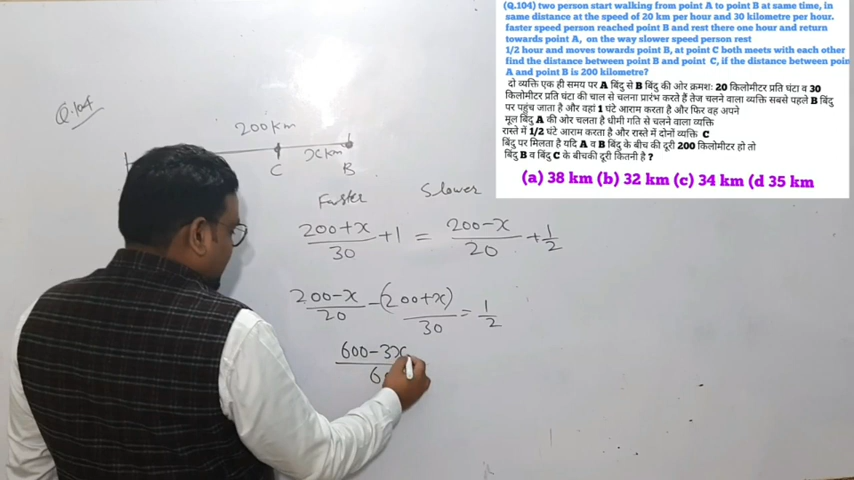 (Q.104) two person start walking from point A to point B at same time, in
same distance at the speed of 20 km per hour and 30 kilometre per hour.
faster speed person reached point B and rest there one hour and return
towards point A, on the way slower speed person rest
1/2 hour and moves towards point B, at point C both meets with each other
find the distance between point B and point C, if the distance between poin
A and point B is 200 kilometre?
दो व्यक्ति एक ही समय पर A बिंदु से B बिंदु की ओर क्रमशः 20 किलोमीटर प्रति घंटा व 30
किलोमीटर प्रति घंटा की चाल से चलना प्रारंभ करते हैं तेज चलने वाला व्यक्ति सबसे पहले B बिंदु
पर पहुंच जाता है और वहां 1 घंटे आराम करता है और फिर वह अपने
मूल बिंदु A की ओर चलता है धीमी गति से चलने वाला व्यक्ति
रास्ते में 1/2 घंटे आराम करता है और रास्ते में दोनों व्यक्ति C
बिंदु पर मिलता है यदि A व B बिंदु के बीच की दूरी 200 किलोमीटर हो तो
बिंदु B व बिंदु C के बीचकी दूरी कितनी है ?
(a) 38 km (b) 32 km (c) 34 km (d 35 km
Q.104
200km
x km
C B
Faster Slower
200+x/30 + 1 = 200-x/20 + 1/2
200-x/20 - (200+x)/30 = 1/2
600-3x
6